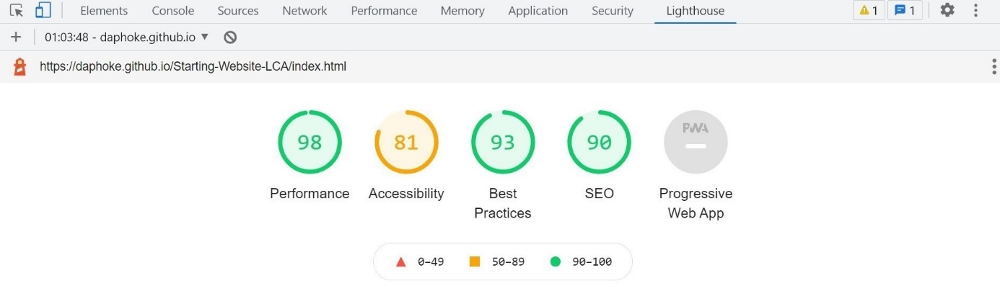 Elements Console Sources Network Performance Memory Application Security Lighthouse 1 1
01:03:48 - daphoke.github.io
https://daphoke.github.io/Starting-Website-LCA/index.html
98 81 93 90 PWA
Performance Accessibility Best SEO Progressive
Practices Web App
0–49 50–89 90–100